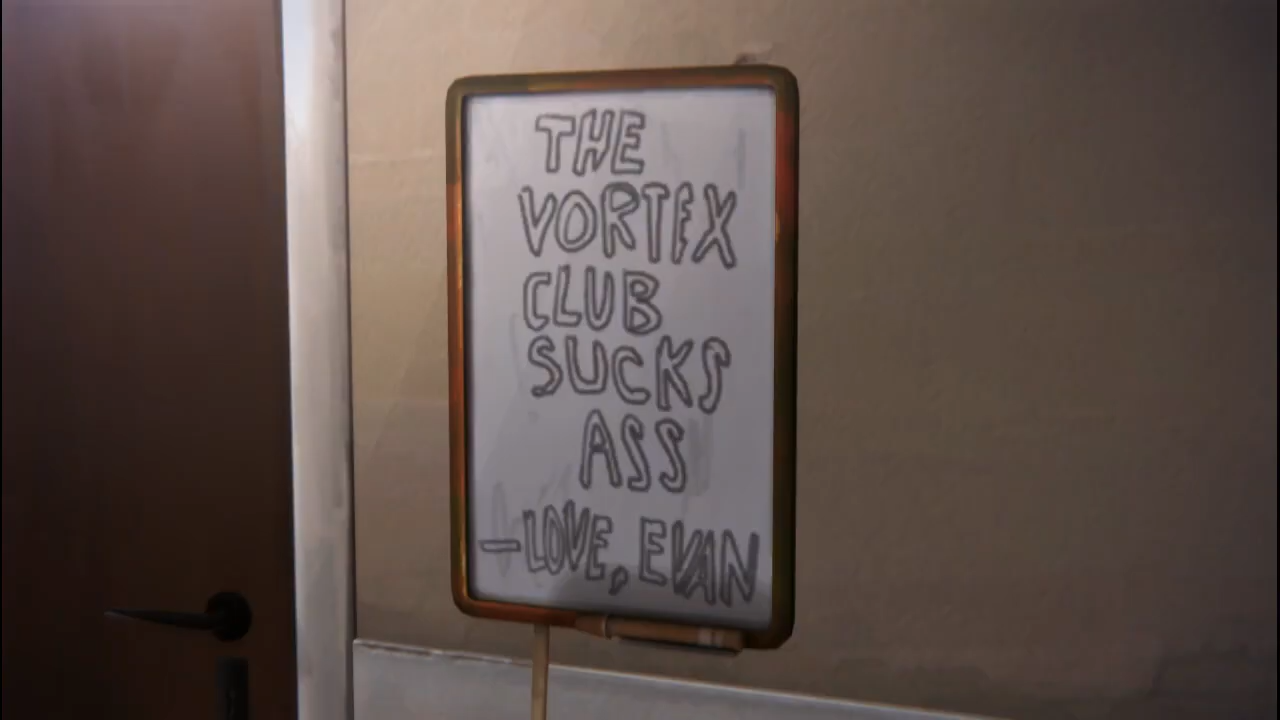 THE
VORTEX
CLUB
SUCKS
ASS
-LOVE, EVAN